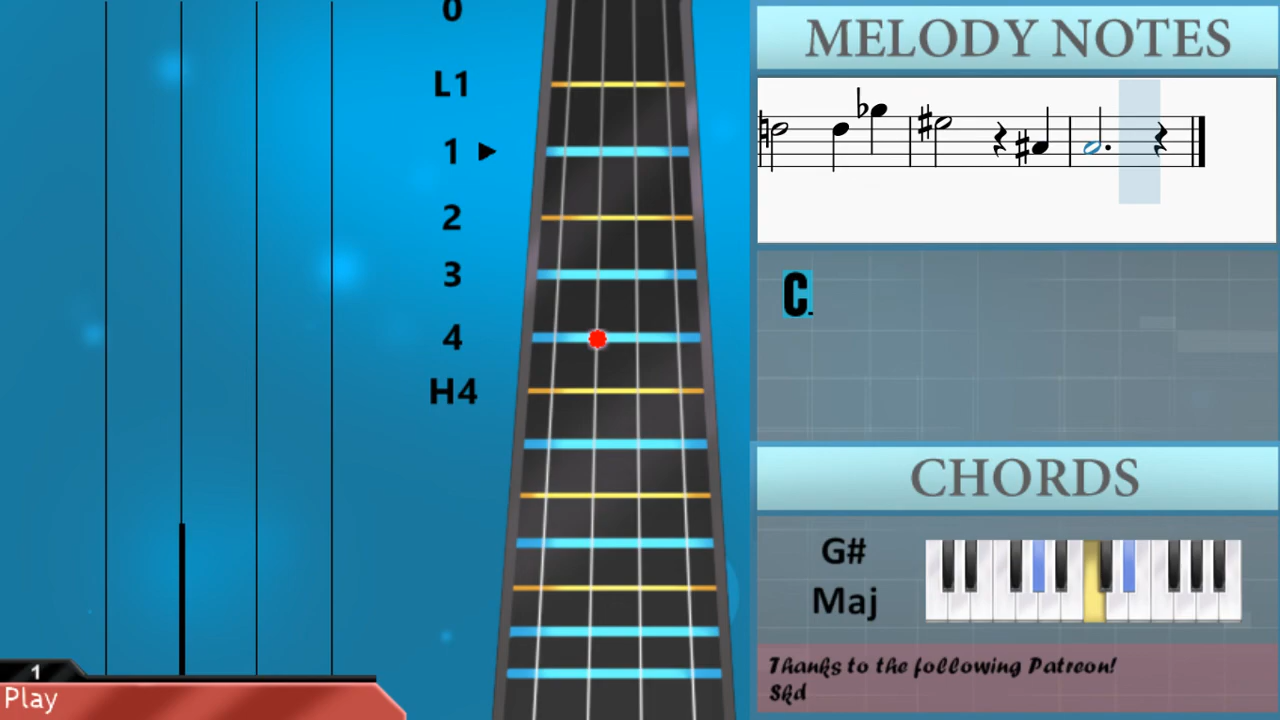 0
L1
1
2
3
4
H4
1
Play
MELODY NOTES
C.
CHORDS
G#
Maj
Thanks to the following Patreon!
Skd